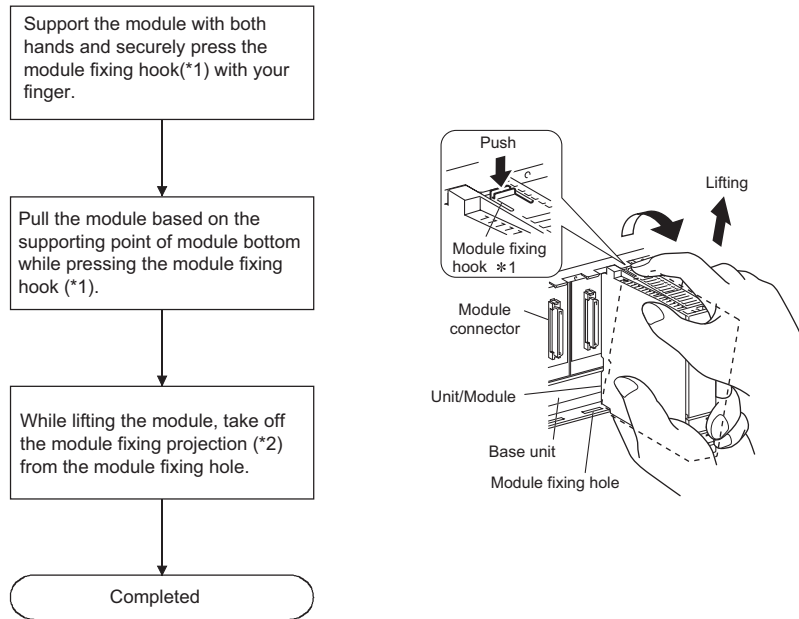 Support the module with both
hands and securely press the
module fixing hook(*1) with your
finger.
Pull the module based on the
supporting point of module bottom
while pressing the module fixing
hook (*1).
While lifting the module, take off
the module fixing projection (*2)
from the module fixing hole.
Completed
Push
Module fixing
hook *1
Lifting
Module
connector
Unit/Module
Base unit
Module fixing hole